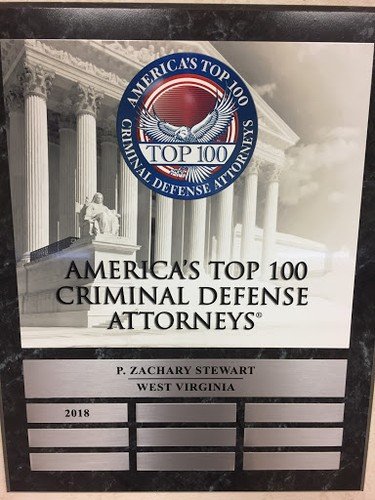 AMERICA'S TOP 100
TOP 100
CRIMINAL DEFENSE ATTORNEYS
AMERICA'S TOP 100
CRIMINAL DEFENSE
ATTORNEYS®
P. ZACHARY STEWART
WEST VIRGINIA
2018